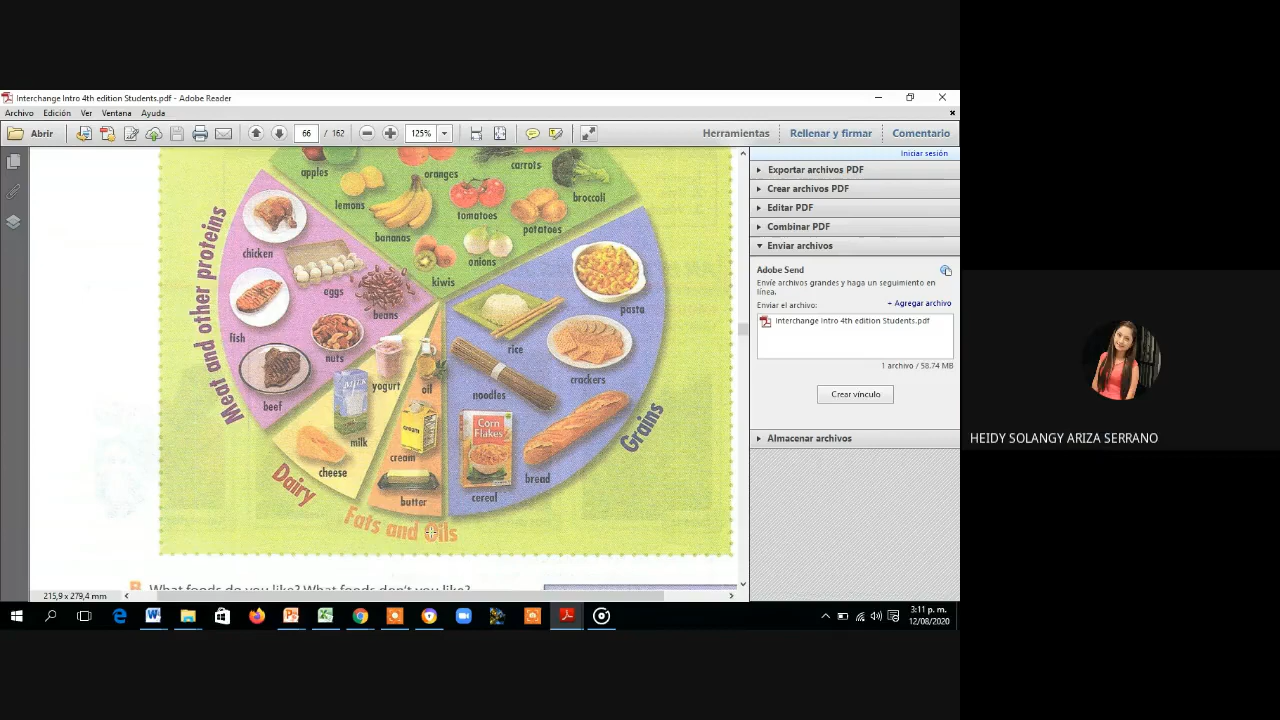 Interchange Intro 4th edition Students.pdf - Adobe Reader
Archivo Edición Ver Ventana Ayuda
Abrir 66 / 162 125% Herramientas Rellenar y firmar Comentario
Iniciar sesión
Exportar archivos PDF
Crear archivos PDF
Editar PDF
Combinar PDF
Enviar archivos
Adobe Send
Envíe archivos grandes y haga un seguimiento en
línea.
Enviar el archivo: + Agregar archivo
Interchange Intro 4th edition Students.pdf
1 archivo / 58.74 MB
Crear vínculo
Almacenar archivos
apples
oranges
carrots
lemons
broccoli
bananas
tomatoes
potatoes
onions
kiwis
Meat and other proteins
chicken
eggs
beans
fish
nuts
beef
pasta
rice
crackers
noodles
Corn
Flakes
cereal
bread
Grains
yogurt
milk
milk
cheese
Dairy
oil
cream
cream
butter
Fats and Oils
B What foods do you like? What foods don't you like?
215,9 x 279,4 mm
3:11 p. m.
12/08/2020
HEIDY SOLANGY ARIZA SERRANO